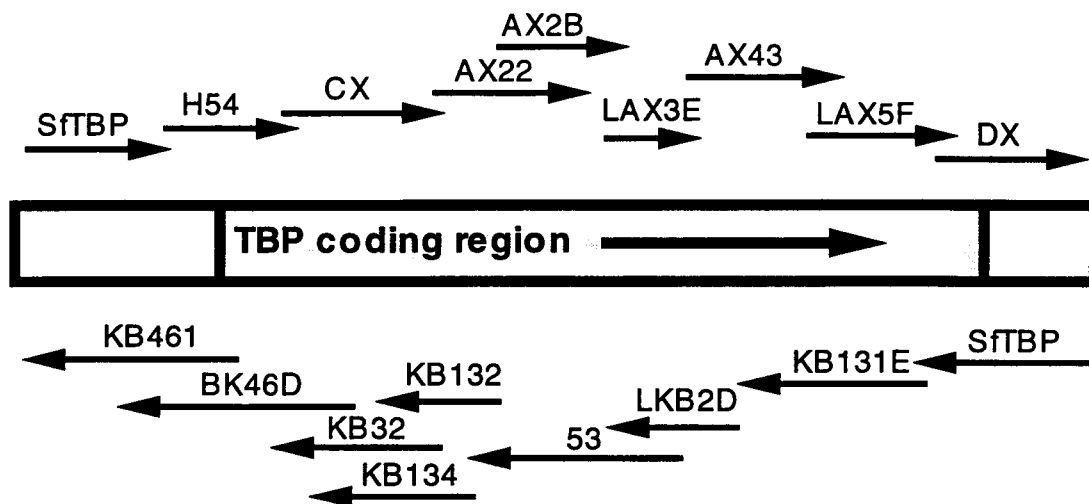 AX2B
AX22
AX43
CX
H54
LAX3E
LAX5F
SfTBP
DX
TBP coding region
KB461
SfTBP
KB131E
BK46D
KB132
LKB2D
KB32
53
KB134